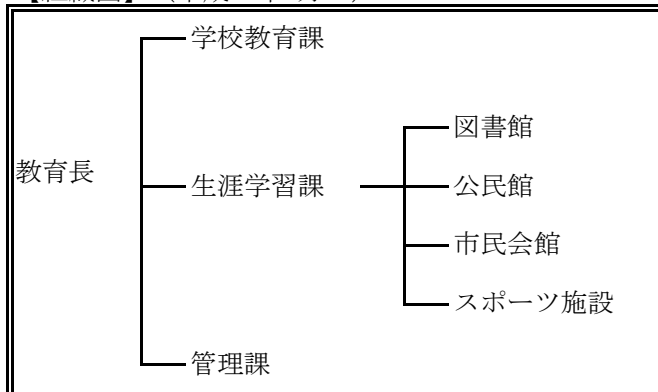 学校教育課
図書館
教育長
生涯学習課
公民館
市民会館
スポーツ施設
管理課